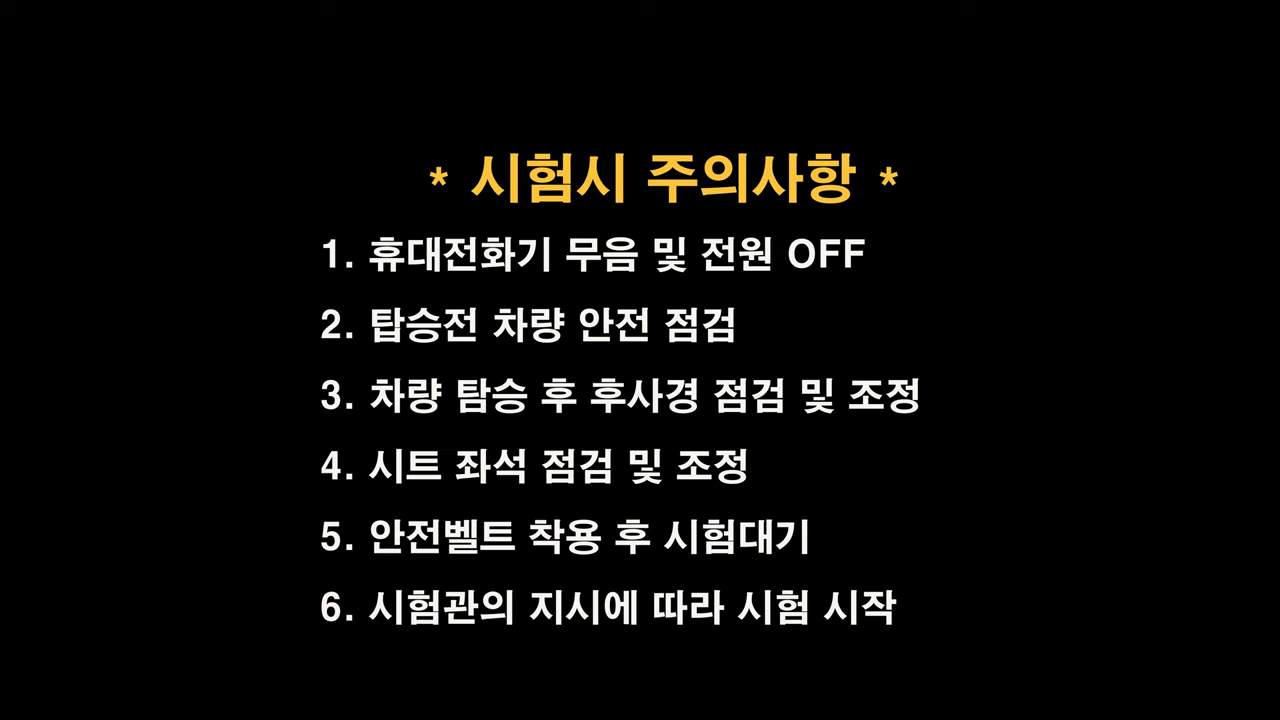 * 시험시 주의사항 *
1. 휴대전화기 무음 및 전원 OFF
2. 탑승전 차량 안전 점검
3. 차량 탐승 후 후사경 점검 및 조정
4. 시트 좌석 점검 및 조정
5. 안전벨트 착용 후 시험대기
6. 시험관의 지시에 따라 시험 시작